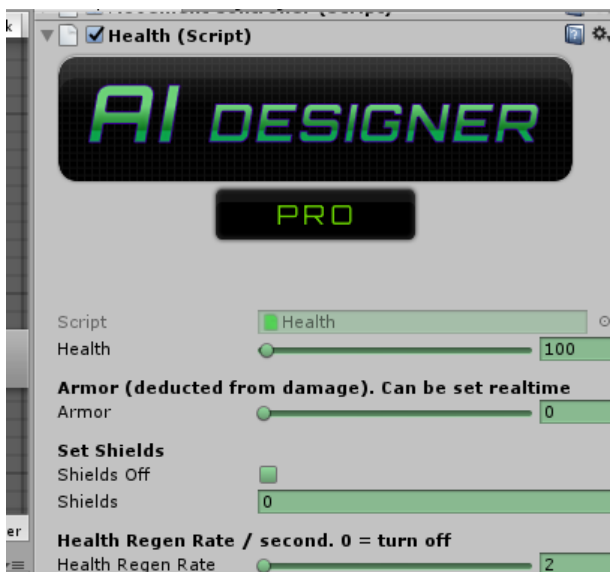 Health (Script)
AI DESIGNER
PRO
Script Health
Health 100
Armor (deducted from damage). Can be set realtime
Armor 0
Set Shields
Shields Off
Shields 0
er
Health Regen Rate / second. 0 = turn off
Health Regen Rate 2